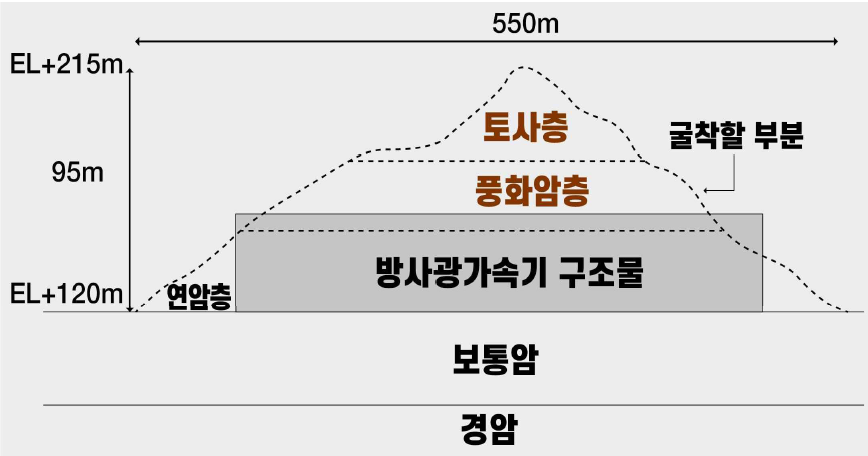 550m
EL+215m
토사층
굴착할 부분
95m
풍화암층
방사광가속기 구조물
EL+120m
연암층
보통암
경암